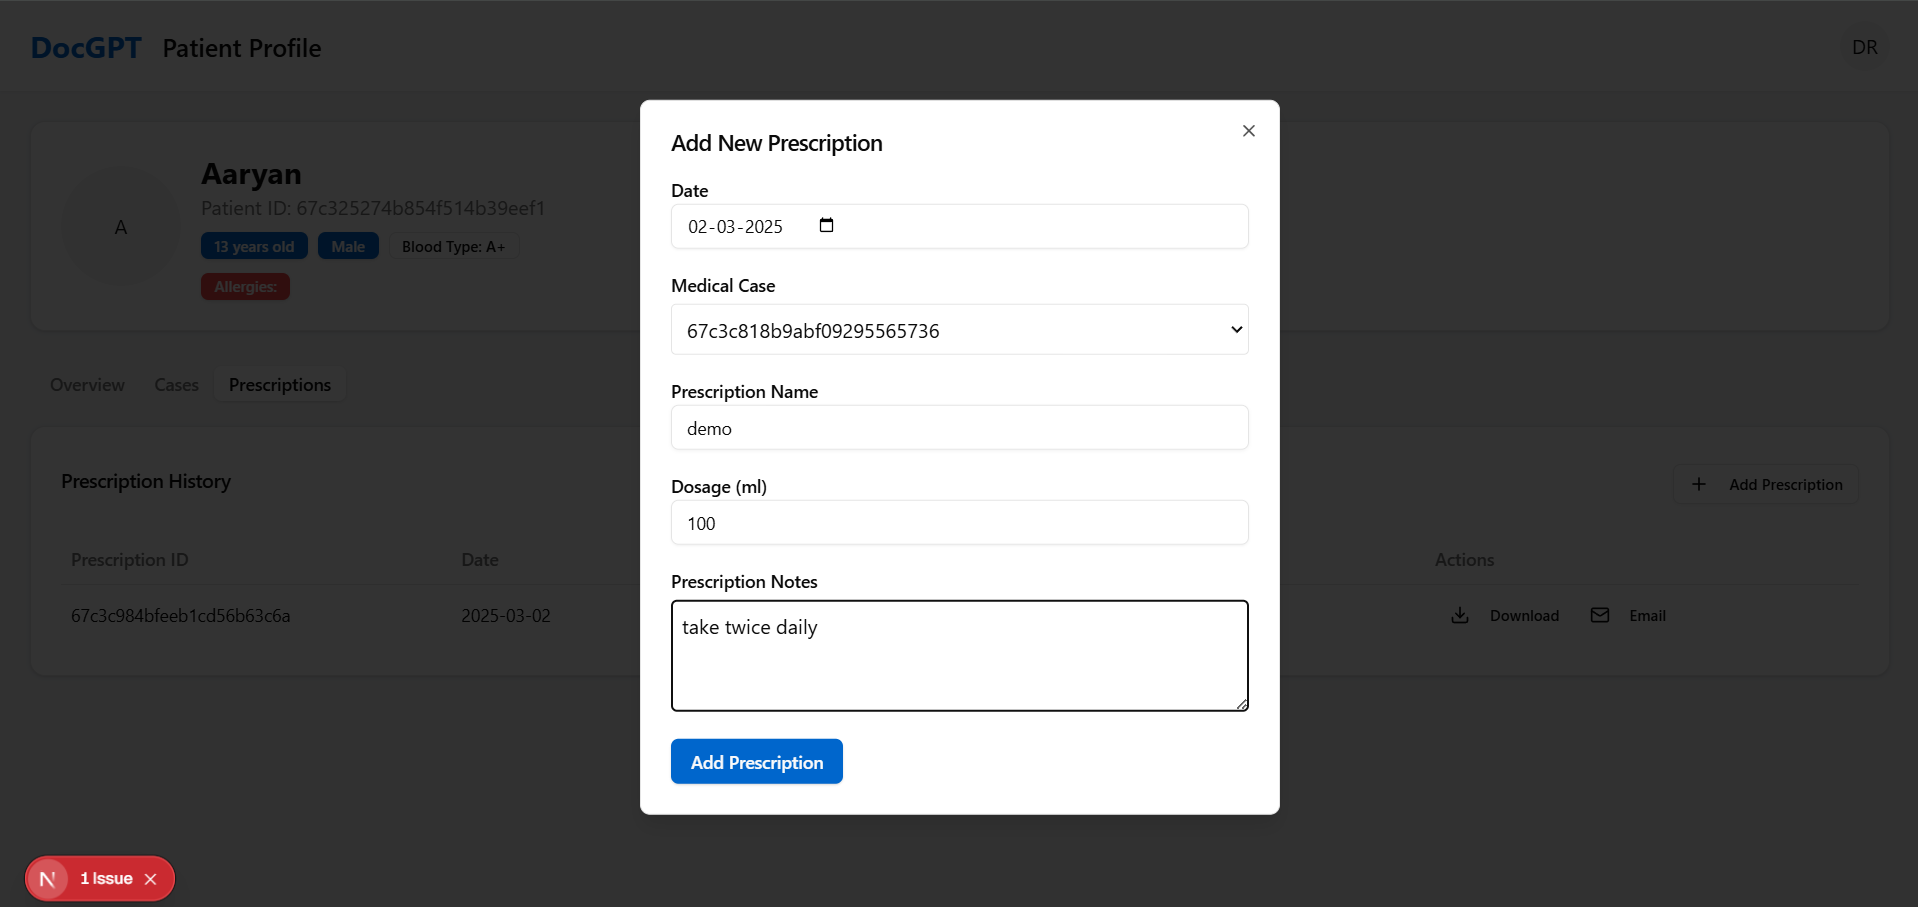 DocGPT Patient Profile
DR
A
Aaryan
Patient ID: 67c325274b854f514b39eef1
13 years old Male Blood Type: A+
Allergies:
Overview Cases Prescriptions
Prescription History
+ Add Prescription
Prescription ID Date Actions
67c3c984bfeeb1cd56b63c6a 2025-03-02 Download Email
Add New Prescription
Date
02-03-2025
Medical Case
67c3c818b9abf09295565736
Prescription Name
demo
Dosage (ml)
100
Prescription Notes
take twice daily
Add Prescription
N 1 Issue